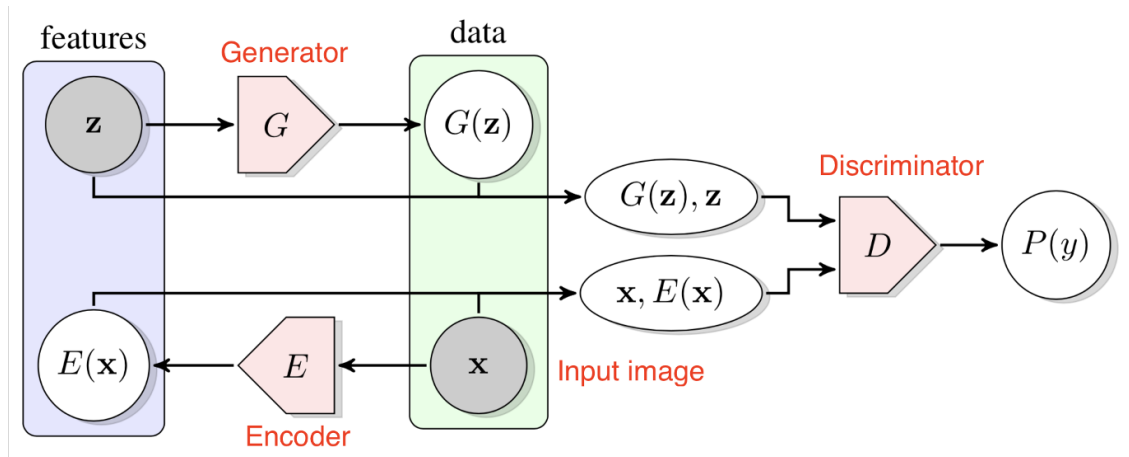 features
data
Generator
z
G
G(z)
Discriminator
G(z), z
D
P(y)
x, E(x)
E(x)
E
x
Input image
Encoder